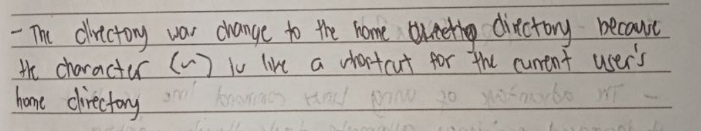 - The directory was change to the home directory because
the character (~) is like a shortcut for the current user's
home directory